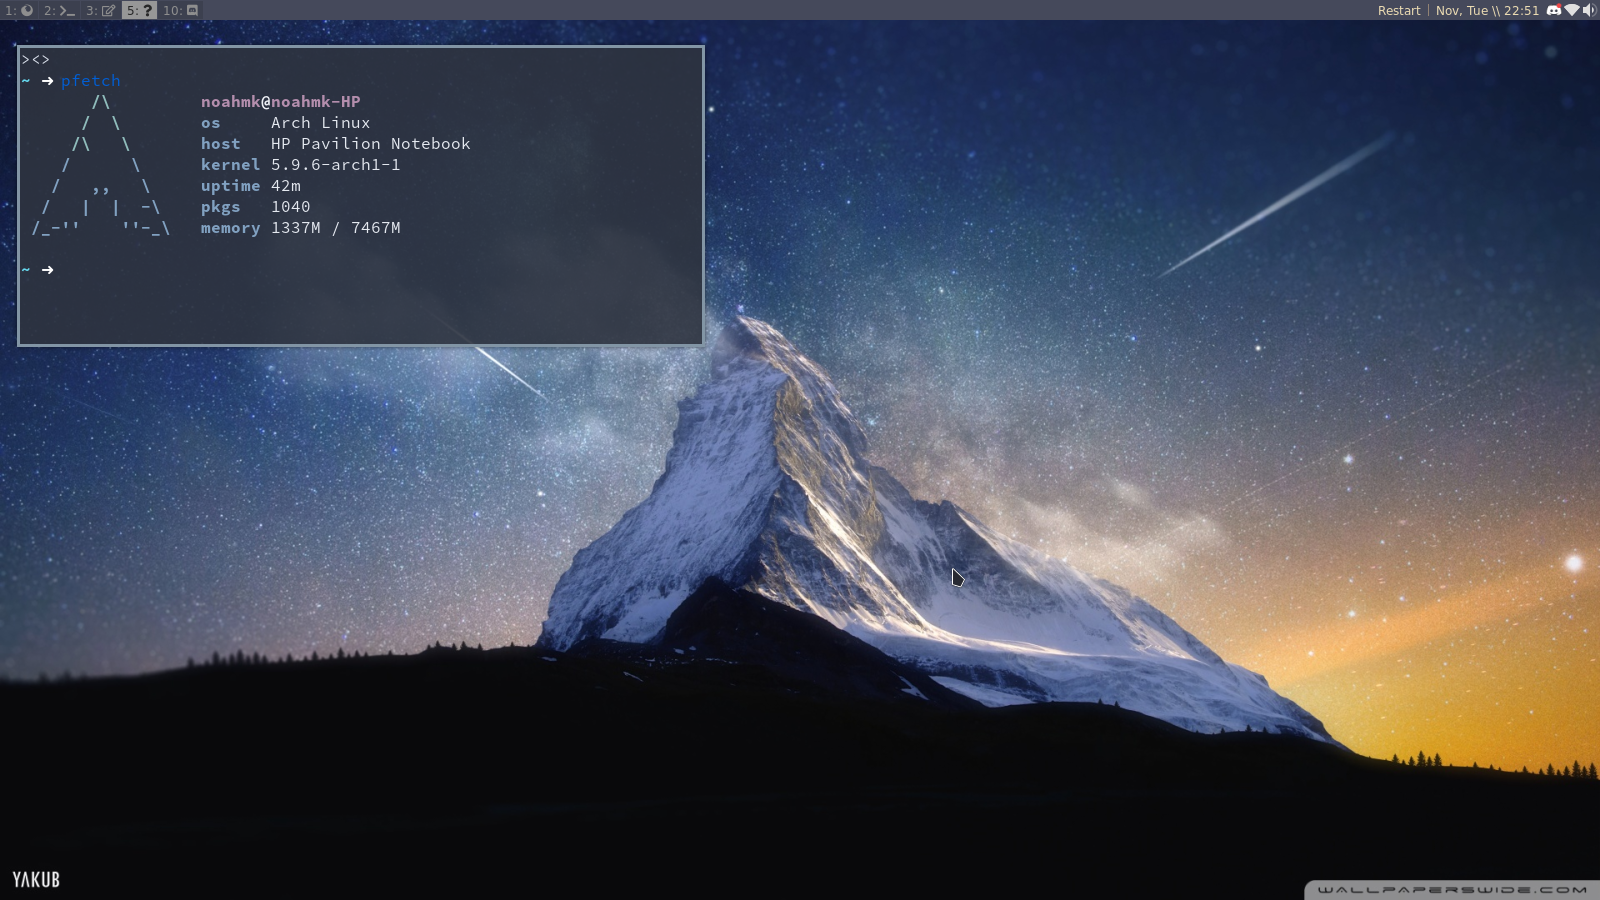 1: 2: 3: 5: ? 10: Restart | Nov, Tue \\ 22:51
><>
~ ➜ pfetch
/\ noahmk@noahmk-HP
/ \ os Arch Linux
/\ \ host HP Pavilion Notebook
/ \ kernel 5.9.6-arch1-1
/ ,, \ uptime 42m
/ | | -\ pkgs 1040
/_-'' ''-_\ memory 1337M / 7467M
~ ➜
YAKUB
WALLPAPERSWIDE.COM